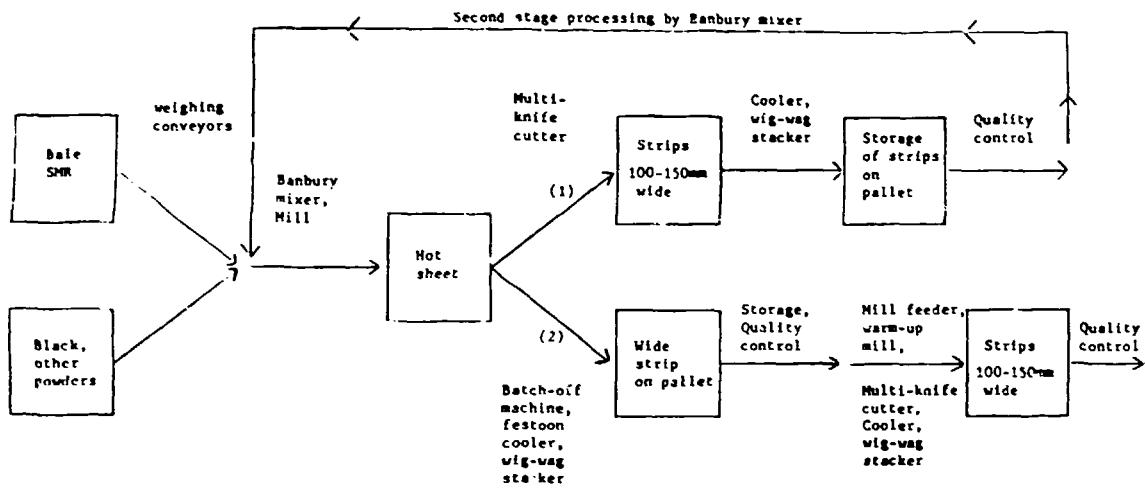 Second stage processing by Banbury mixer
weighing
conveyors
Bale
SMR
Black,
other
powders
Banbury
mixer,
Mill
Hot
sheet
(1)
Multi-
knife
cutter
Strips
100-150mm
wide
Cooler,
wig-wag
stacker
Storage
of strips
on
pallet
Quality
control
(2)
Batch-off
machine,
festoon
cooler,
wig-wag
stacker
Wide
strip
on pallet
Storage,
Quality
control
Mill feeder,
warm-up
mill,
Multi-knife
cutter,
Cooler,
wig-wag
stacker
Strips
100-150mm
wide
Quality
control